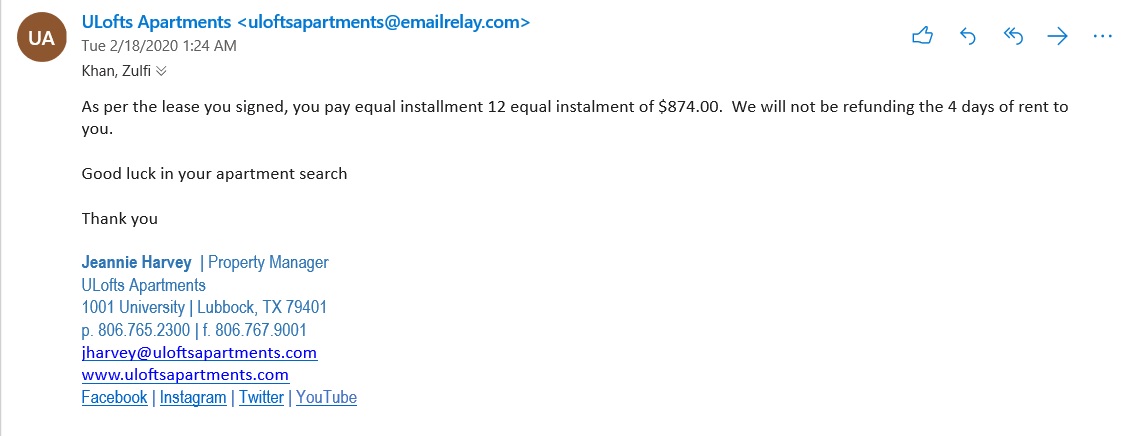 UA
ULofts Apartments <uloftsapartments@emailrelay.com>
Tue 2/18/2020 1:24 AM
Khan, Zulfi
As per the lease you signed, you pay equal installment 12 equal instalment of $874.00.  We will not be refunding the 4 days of rent to
you.
Good luck in your apartment search
Thank you
Jeannie Harvey | Property Manager
ULofts Apartments
1001 University | Lubbock, TX 79401
p. 806.765.2300 | f. 806.767.9001
jharvey@uloftsapartments.com
www.uloftsapartments.com
Facebook | Instagram | Twitter | YouTube